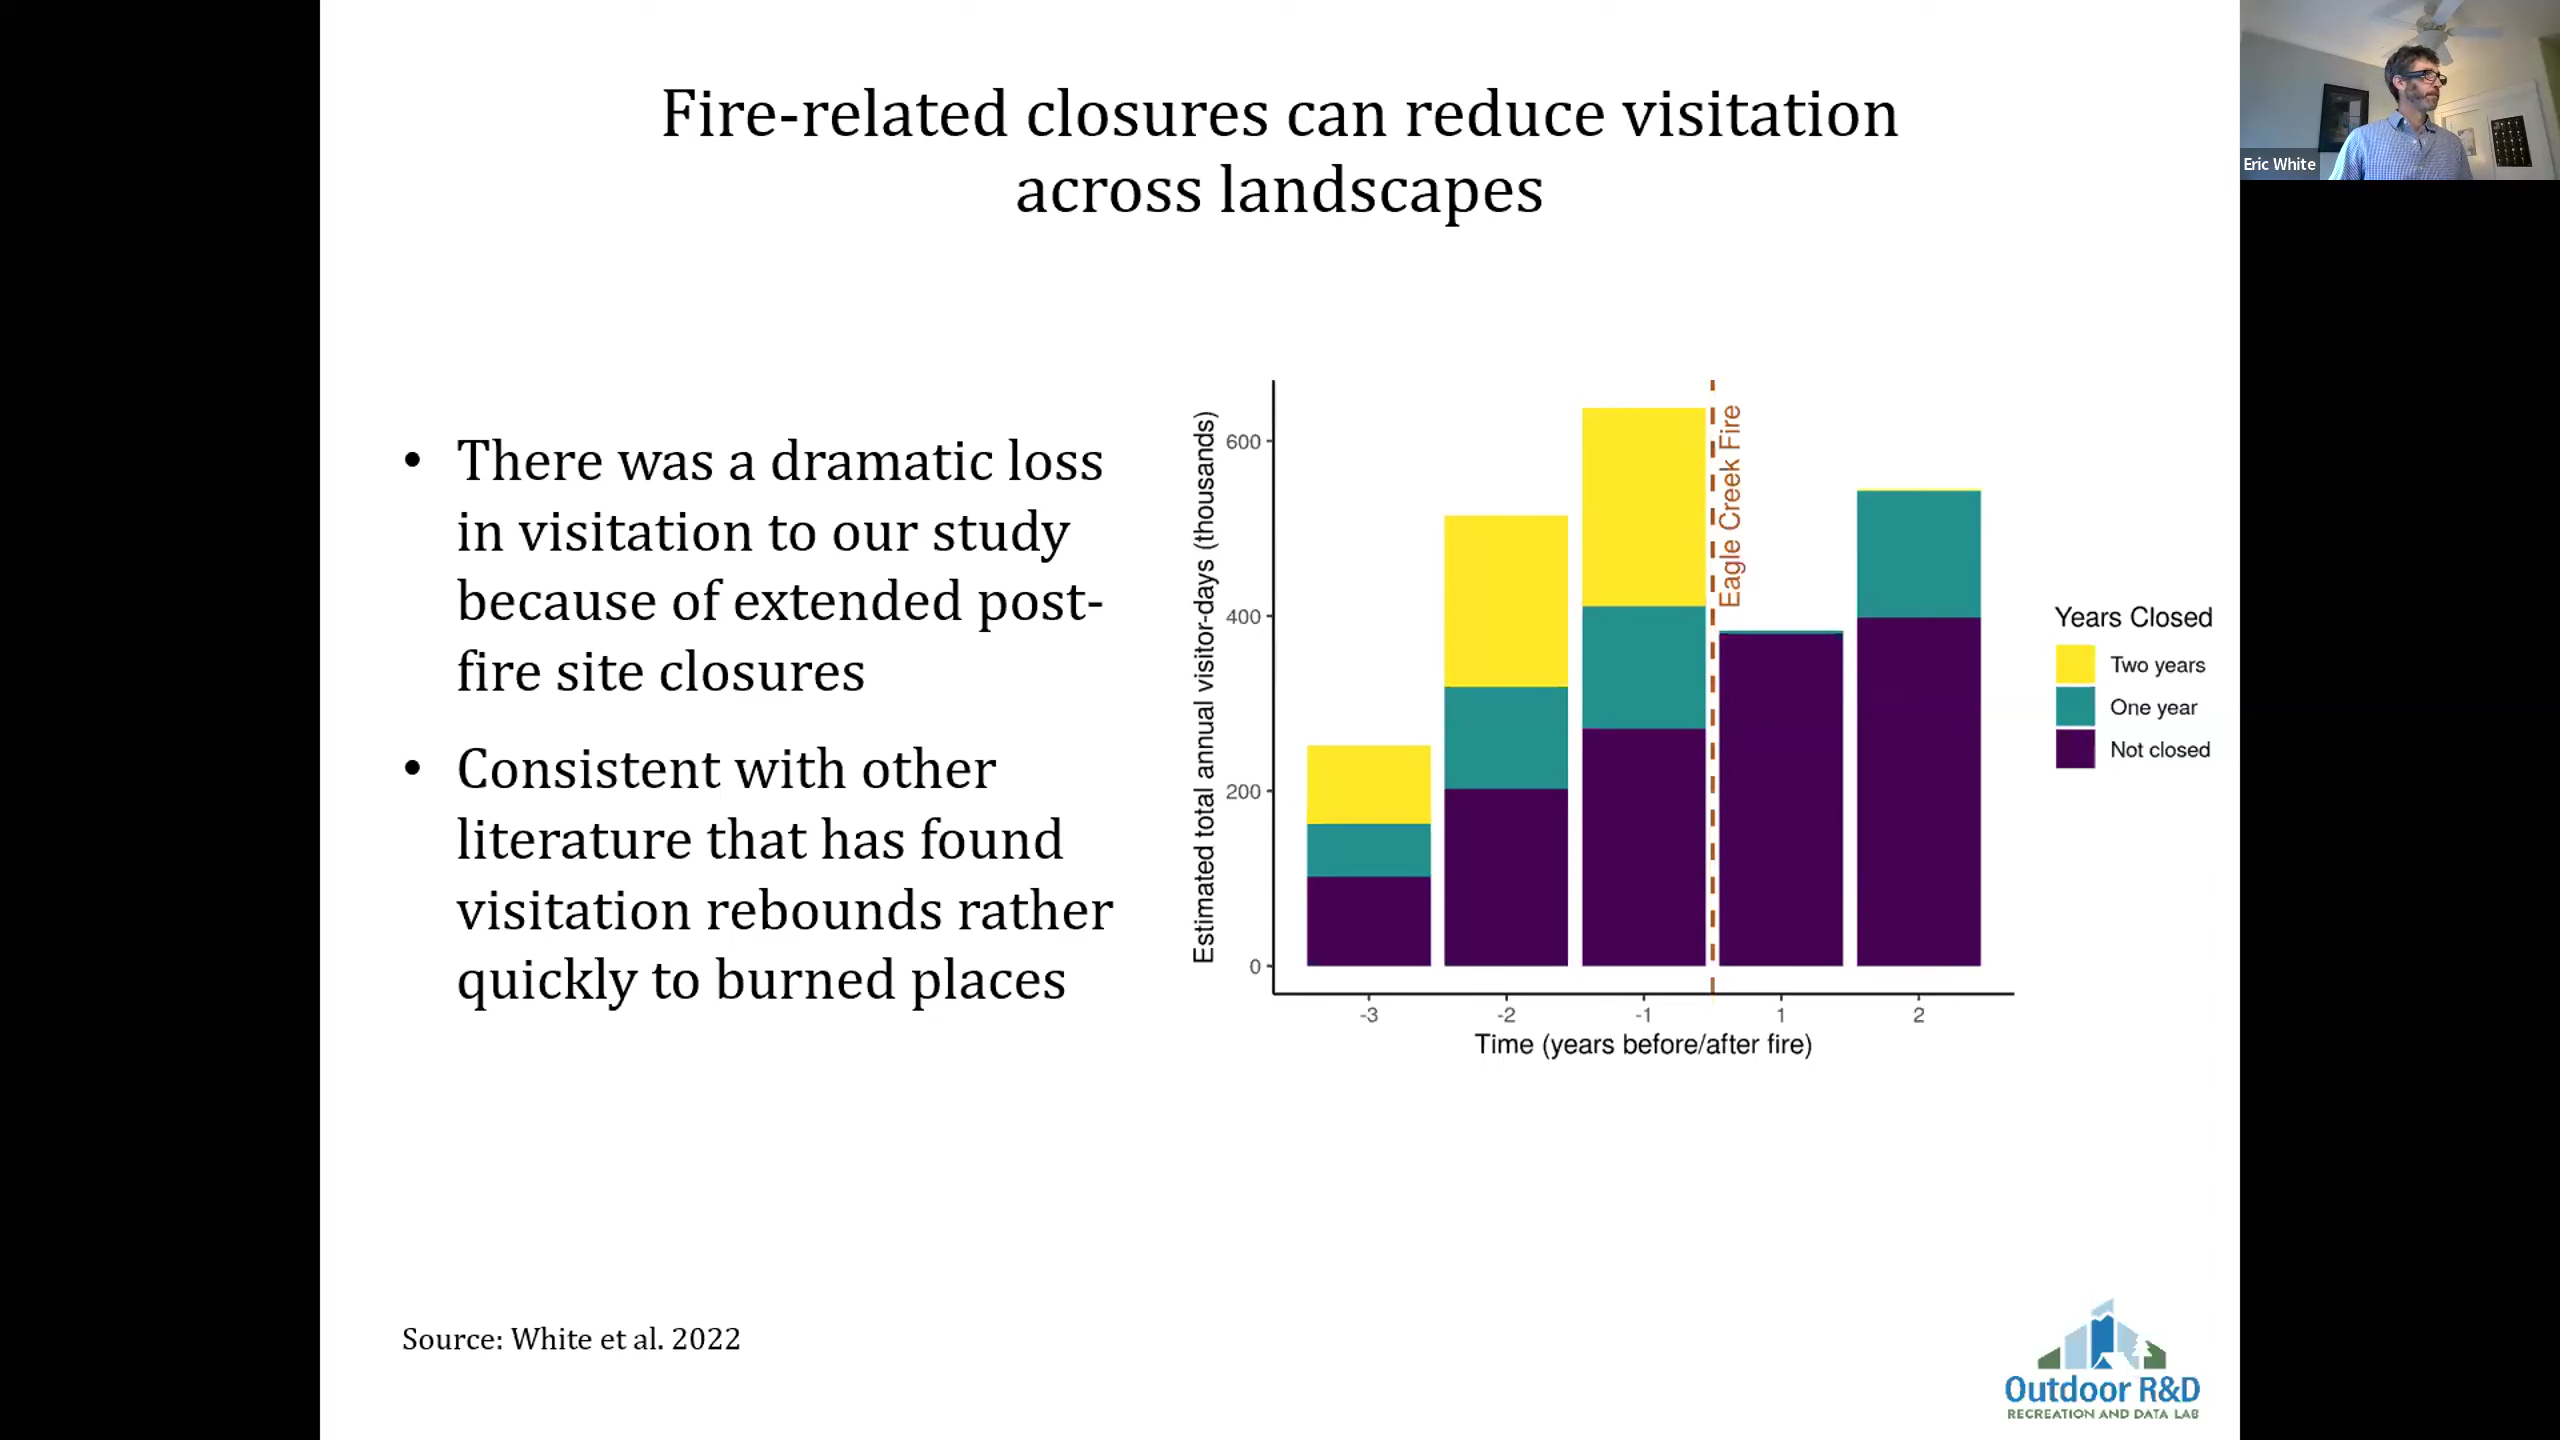 Fire-related closures can reduce visitation
across landscapes
Eric White
• There was a dramatic loss
in visitation to our study
because of extended post-
fire site closures
• Consistent with other
literature that has found
visitation rebounds rather
quickly to burned places
Estimated total annual visitor-days (thousands)
600
400
200
0
Eagle Creek Fire
-3
-2
-1
1
2
Time (years before/after fire)
Years Closed
Two years
One year
Not closed
Source: White et al. 2022
Outdoor R&D
RECREATION AND DATA LAB